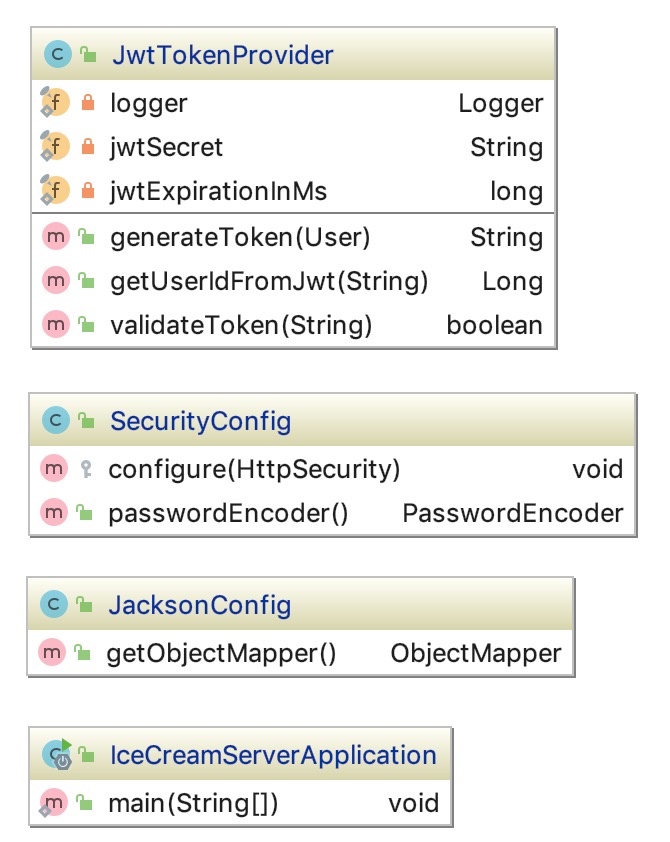 JwtTokenProvider
logger Logger
jwtSecret String
jwtExpirationInMs long
generateToken(User) String
getUserIdFromJwt(String) Long
validateToken(String) boolean
SecurityConfig
configure(HttpSecurity) void
passwordEncoder() PasswordEncoder
JacksonConfig
getObjectMapper() ObjectMapper
IceCreamServerApplication
main(String[]) void